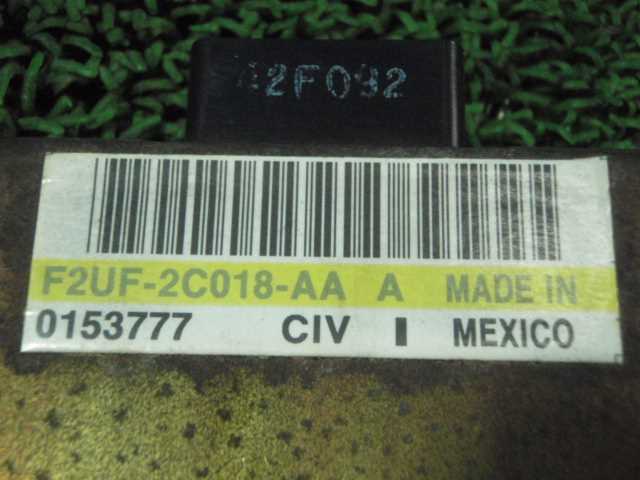 42F092
F2UF-2C018-AA A MADE IN
0153777 CIV I MEXICO